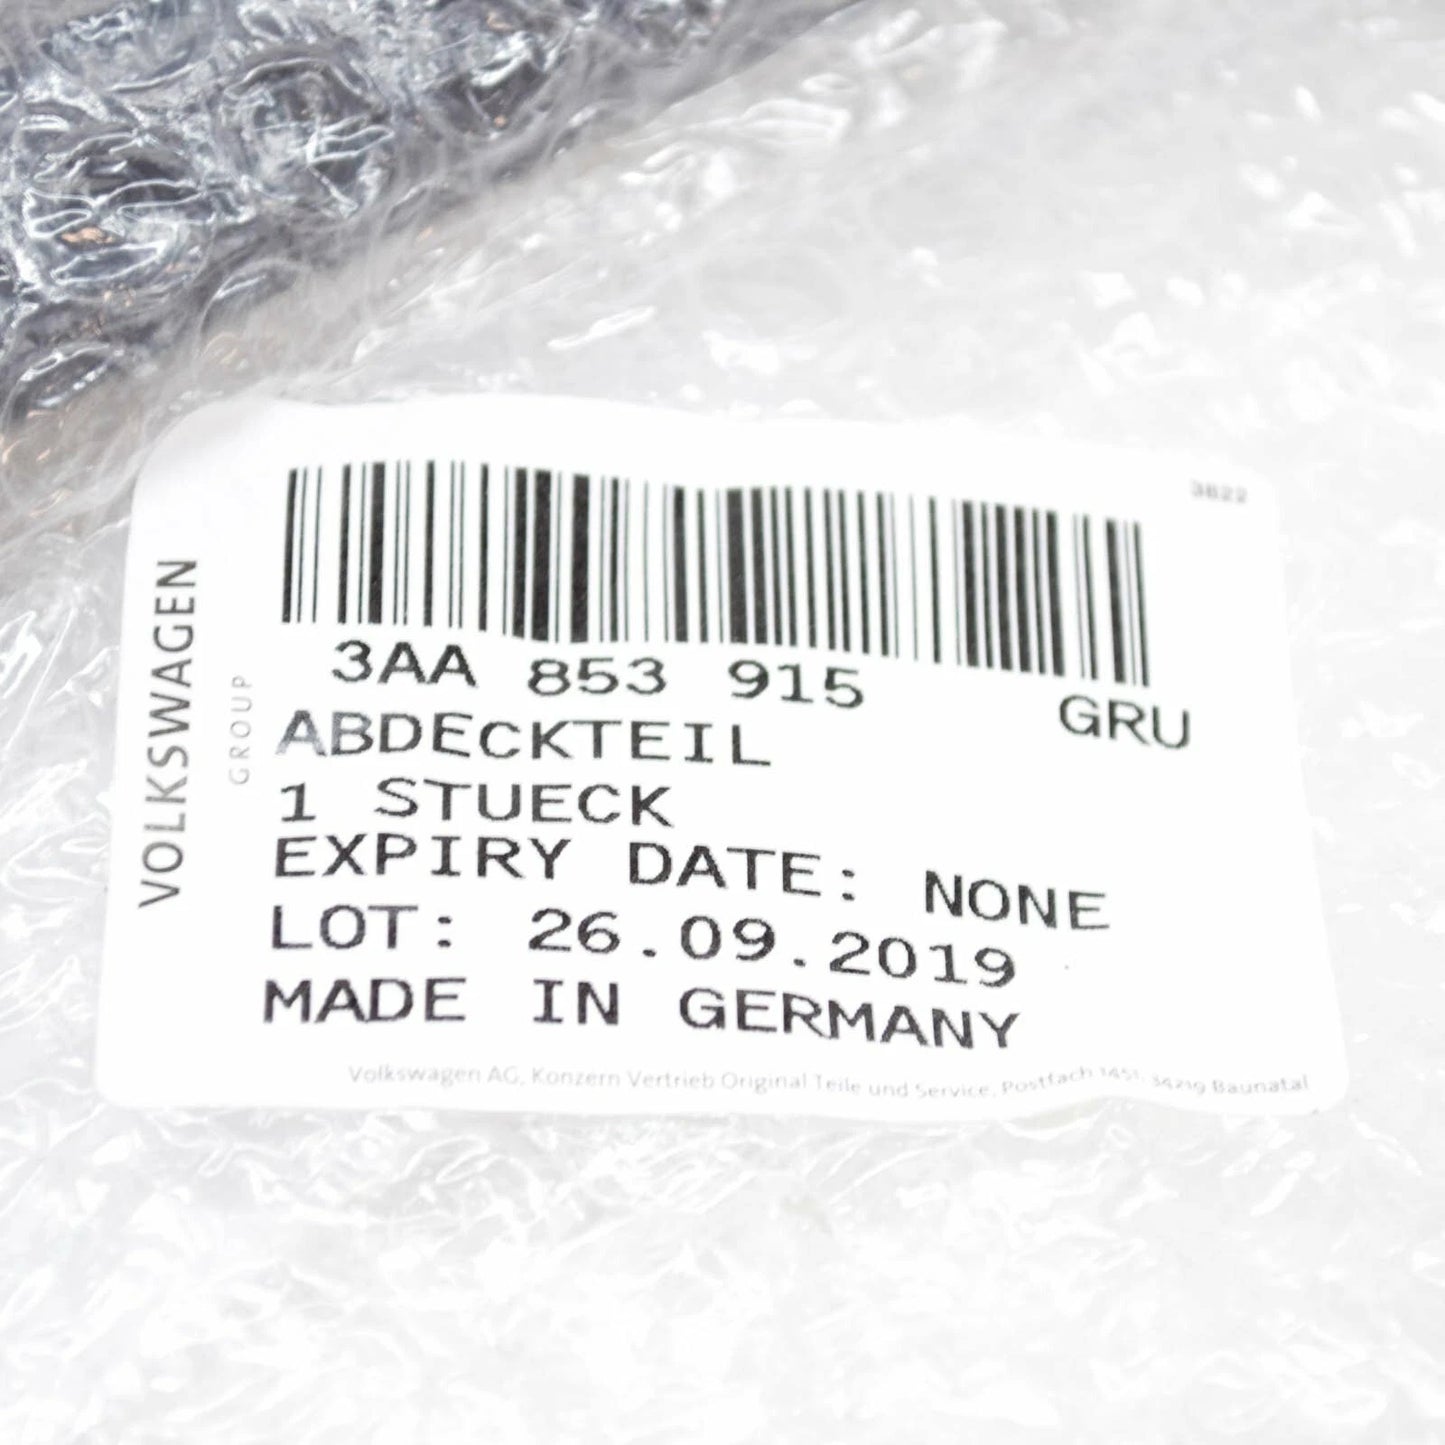 3622
3AA 853 915 GRU
ABDECKTEIL
1 STUECK
EXPIRY DATE: NONE
LOT: 26.09.2019
MADE IN GERMANY
Volkswagen AG, Konzern Vertrieb Original Teile und Service, Postfach 1451, 34219 Baunatal
VOLKSWAGEN
GROUP